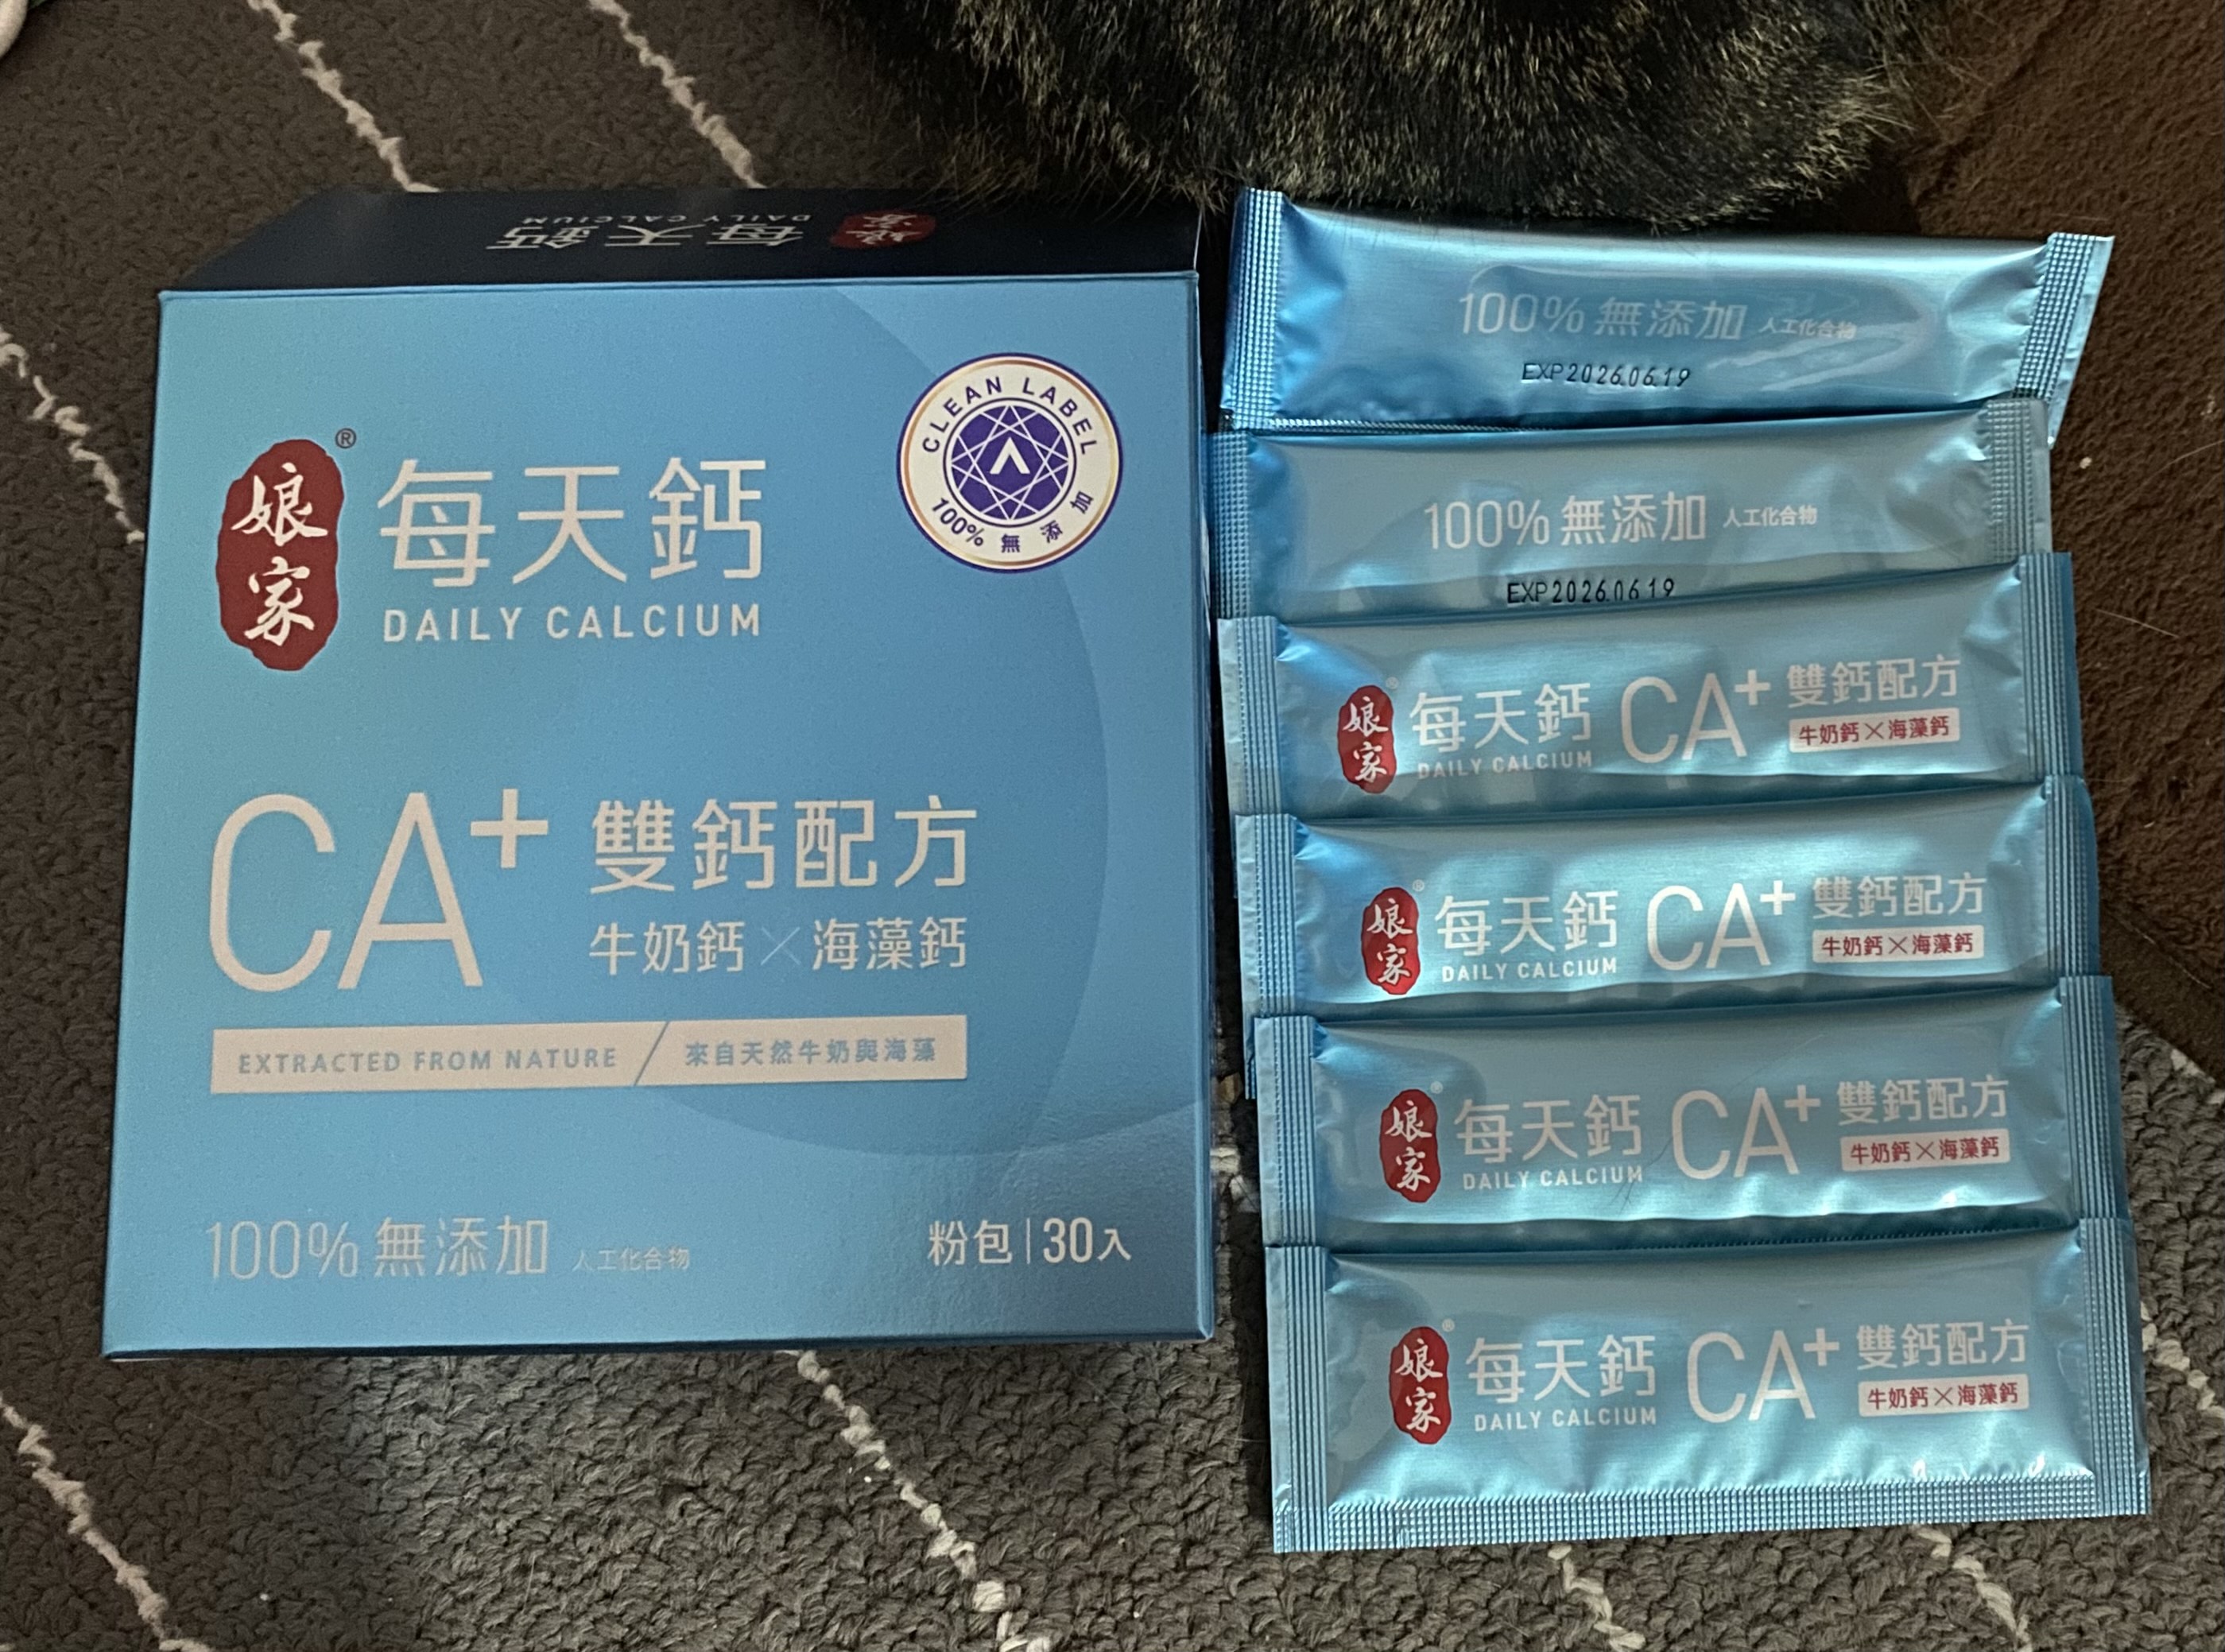 每天鈣
DAILY CALCIUM
娘家®
每天鈣
DAILY CALCIUM
CLEAN LABEL
100% 無添加
CA+ 雙鈣配方
牛奶鈣×海藻鈣
EXTRACTED FROM NATURE / 來自天然牛奶與海藻
100% 無添加 人工化合物
粉包|30入
100% 無添加 人工化合物
EXP 2026.06.19
100% 無添加 人工化合物
EXP 2026.06.19
娘家® 每天鈣 CA+ 雙鈣配方
DAILY CALCIUM 牛奶鈣×海藻鈣
娘家® 每天鈣 CA+ 雙鈣配方
DAILY CALCIUM 牛奶鈣×海藻鈣
娘家® 每天鈣 CA+ 雙鈣配方
DAILY CALCIUM 牛奶鈣×海藻鈣
娘家® 每天鈣 CA+ 雙鈣配方
DAILY CALCIUM 牛奶鈣×海藻鈣